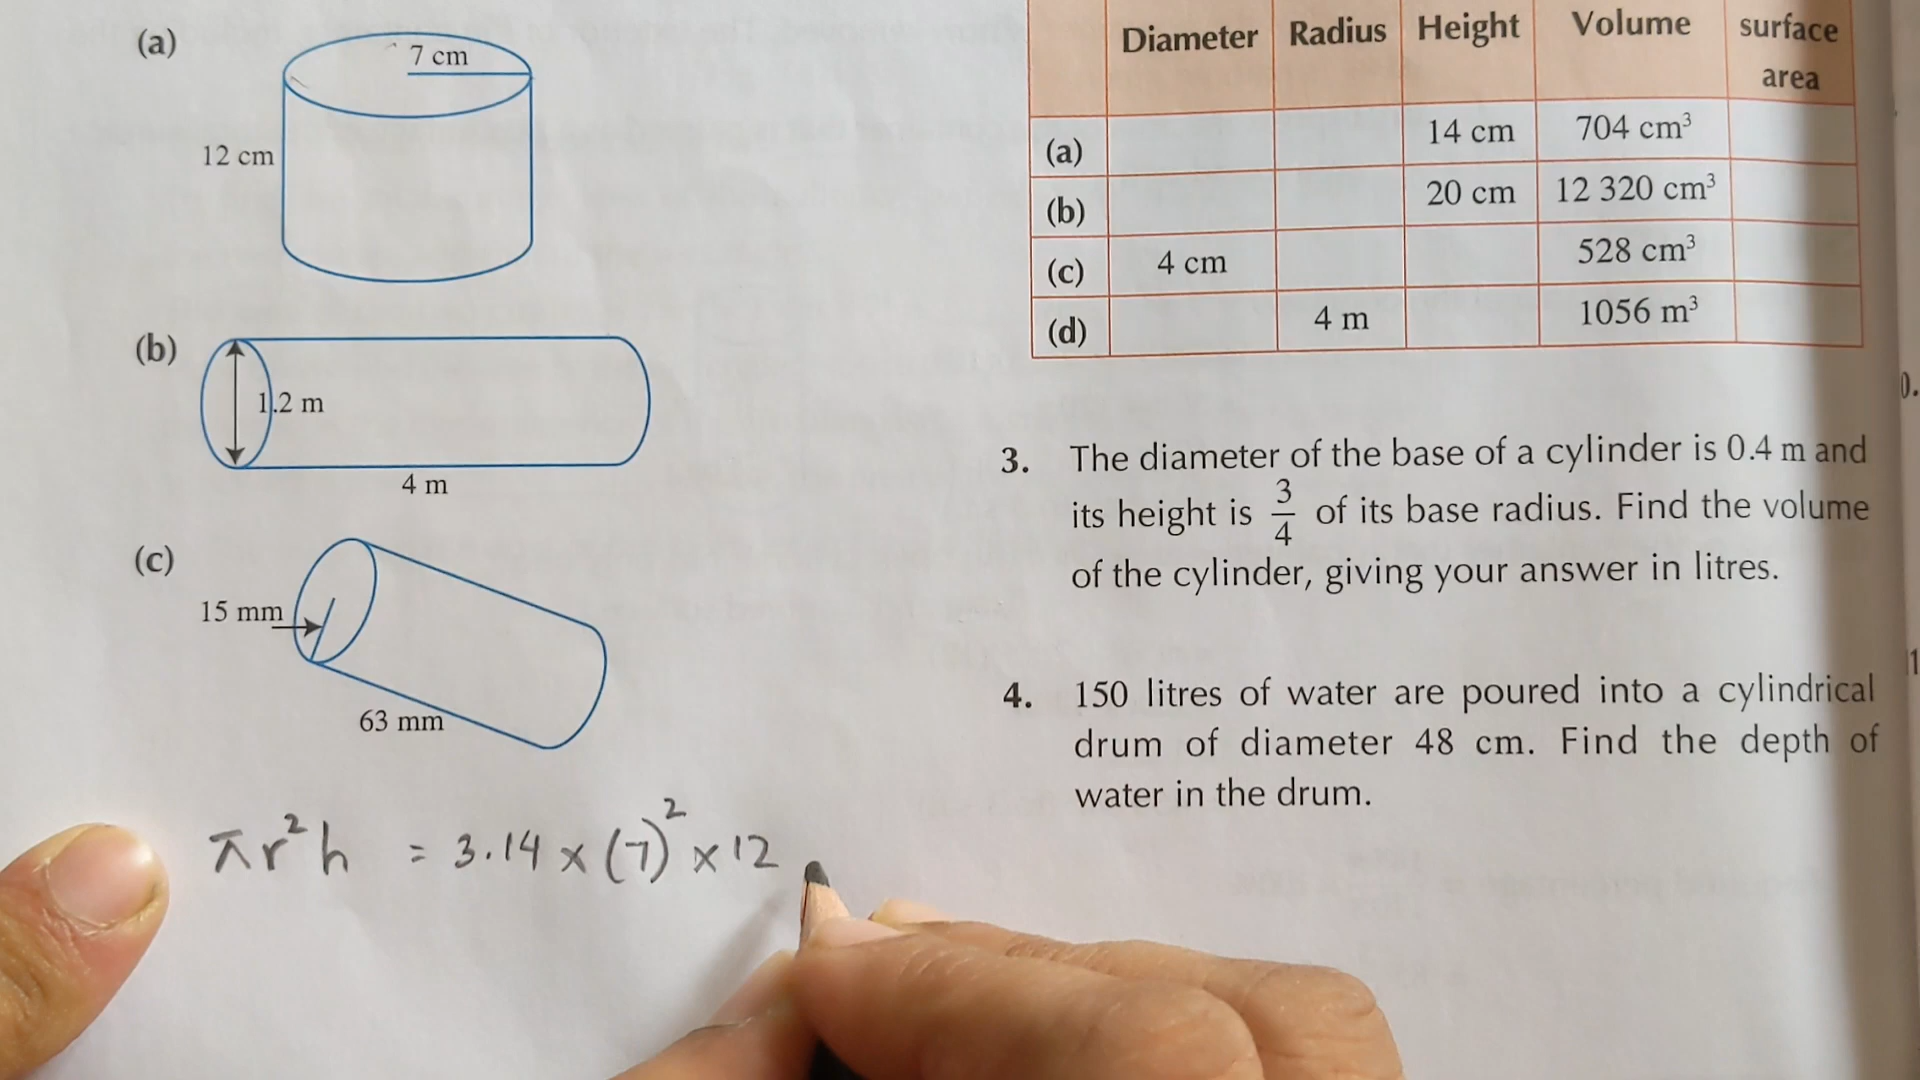 (a)
7 cm
12 cm
(b)
1.2 m
4 m
(c)
15 mm
63 mm
πr²h = 3.14 × (7)² × 12
Diameter Radius Height Volume surface area
(a) 14 cm 704 cm³
(b) 20 cm 12 320 cm³
(c) 4 cm 528 cm³
(d) 4 m 1056 m³
3. The diameter of the base of a cylinder is 0.4 m and
its height is 3/4 of its base radius. Find the volume
of the cylinder, giving your answer in litres.
4. 150 litres of water are poured into a cylindrical
drum of diameter 48 cm. Find the depth of
water in the drum.